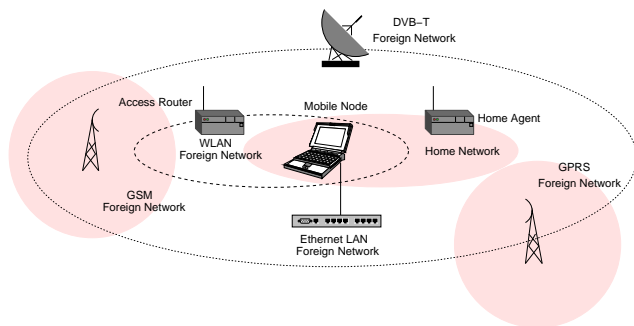 DVB–T
Foreign Network
Access Router
Mobile Node
Home Agent
WLAN
Foreign Network
Home Network
GPRS
Foreign Network
GSM
Foreign Network
Ethernet LAN
Foreign Network